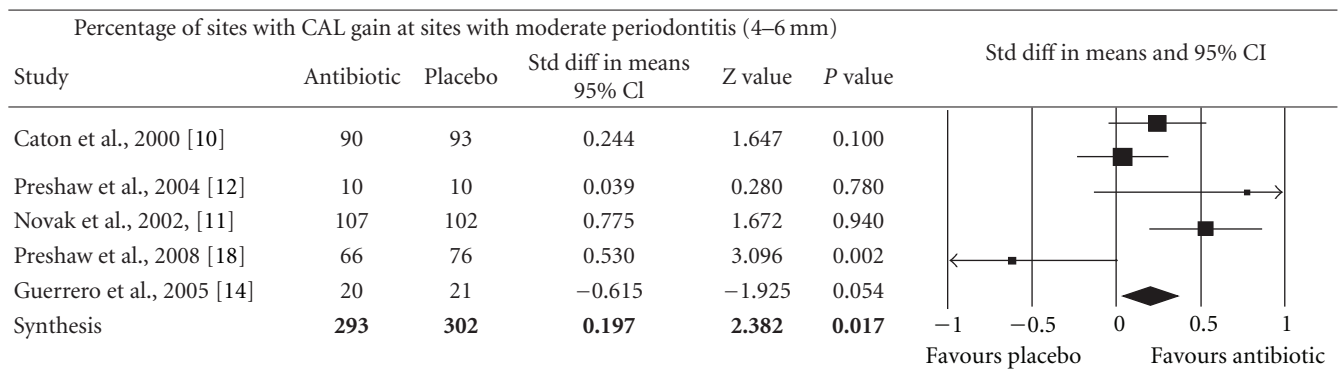 Percentage of sites with CAL gain at sites with moderate periodontitis (4–6 mm)
Study Antibiotic Placebo Std diff in means 95% Cl Z value P value Std diff in means and 95% CI
Caton et al., 2000 [10] 90 93 0.244 1.647 0.100
Preshaw et al., 2004 [12] 10 10 0.039 0.280 0.780
Novak et al., 2002, [11] 107 102 0.775 1.672 0.940
Preshaw et al., 2008 [18] 66 76 0.530 3.096 0.002
Guerrero et al., 2005 [14] 20 21 −0.615 −1.925 0.054
Synthesis 293 302 0.197 2.382 0.017
−1 −0.5 0 0.5 1
Favours placebo Favours antibiotic